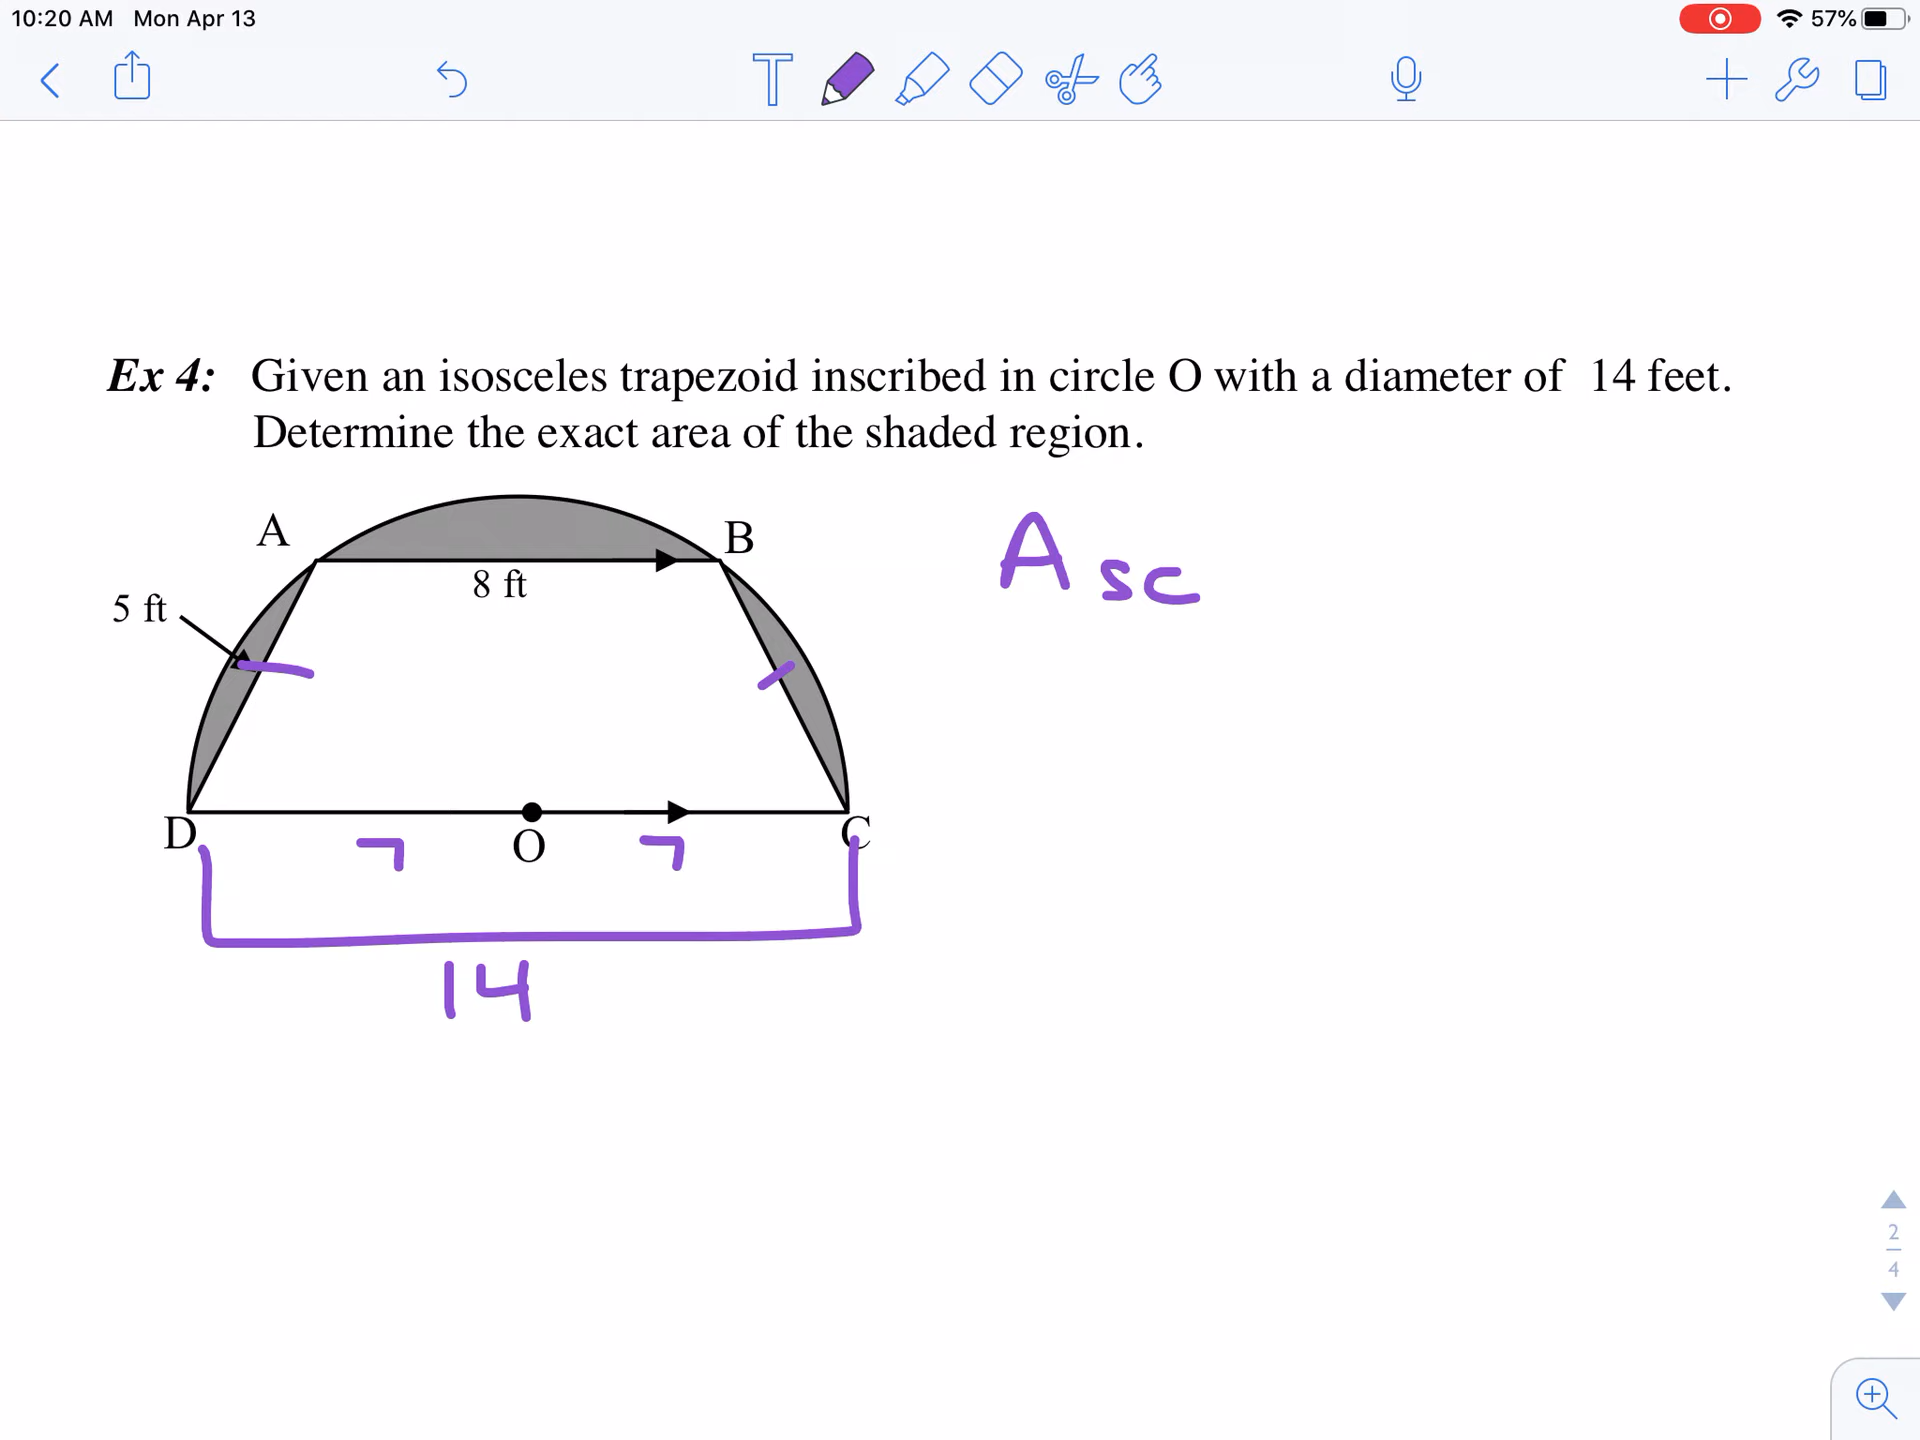 10:20 AM Mon Apr 13
57%
T
Ex 4: Given an isosceles trapezoid inscribed in circle O with a diameter of 14 feet.
Determine the exact area of the shaded region.
A
B
8 ft
5 ft
A sc
D
O
C
7
7
14
2
4